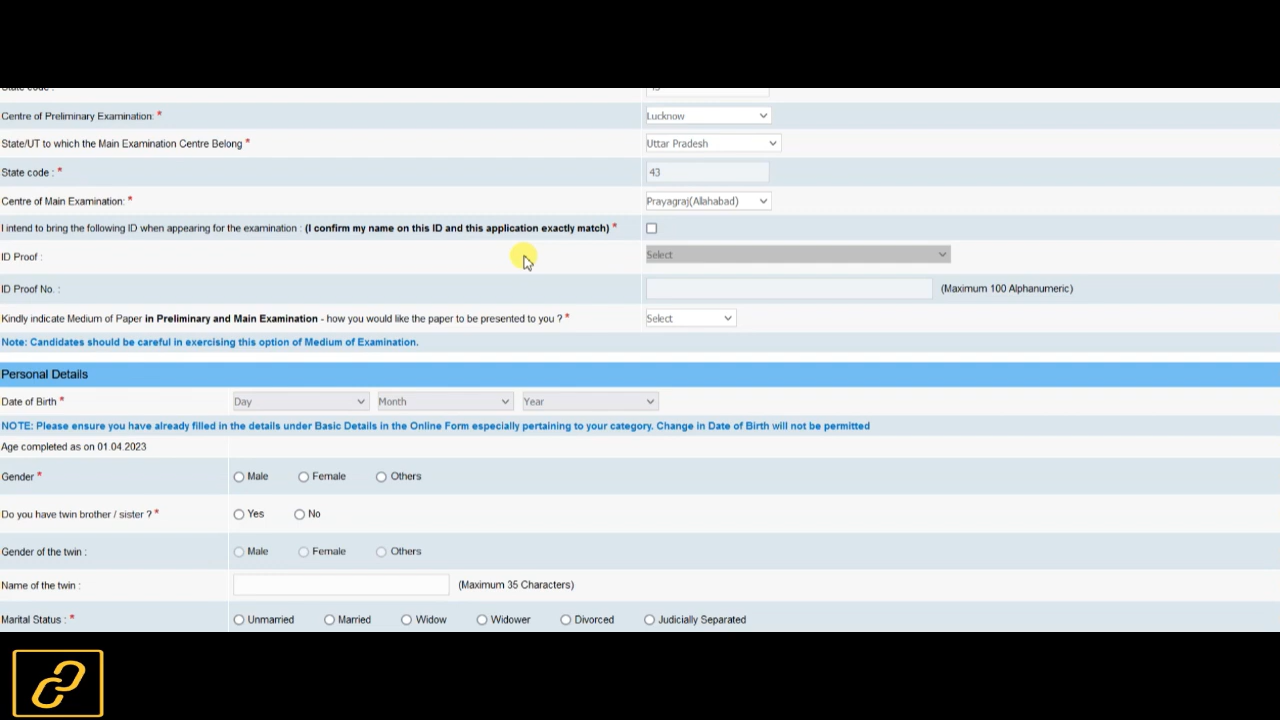 Centre of Preliminary Examination: * Lucknow
State/UT to which the Main Examination Centre Belong * Uttar Pradesh
State code : * 43
Centre of Main Examination: * Prayagraj(Alahabad)
I intend to bring the following ID when appearing for the examination : (I confirm my name on this ID and this application exactly match) *
ID Proof : Select
ID Proof No. : (Maximum 100 Alphanumeric)
Kindly indicate Medium of Paper in Preliminary and Main Examination - how you would like the paper to be presented to you ? * Select
Note: Candidates should be careful in exercising this option of Medium of Examination.
Personal Details
Date of Birth * Day Month Year
NOTE: Please ensure you have already filled in the details under Basic Details in the Online Form especially pertaining to your category. Change in Date of Birth will not be permitted
Age completed as on 01.04.2023
Gender * Male Female Others
Do you have twin brother / sister ? * Yes No
Gender of the twin : Male Female Others
Name of the twin : (Maximum 35 Characters)
Marital Status : * Unmarried Married Widow Widower Divorced Judicially Separated